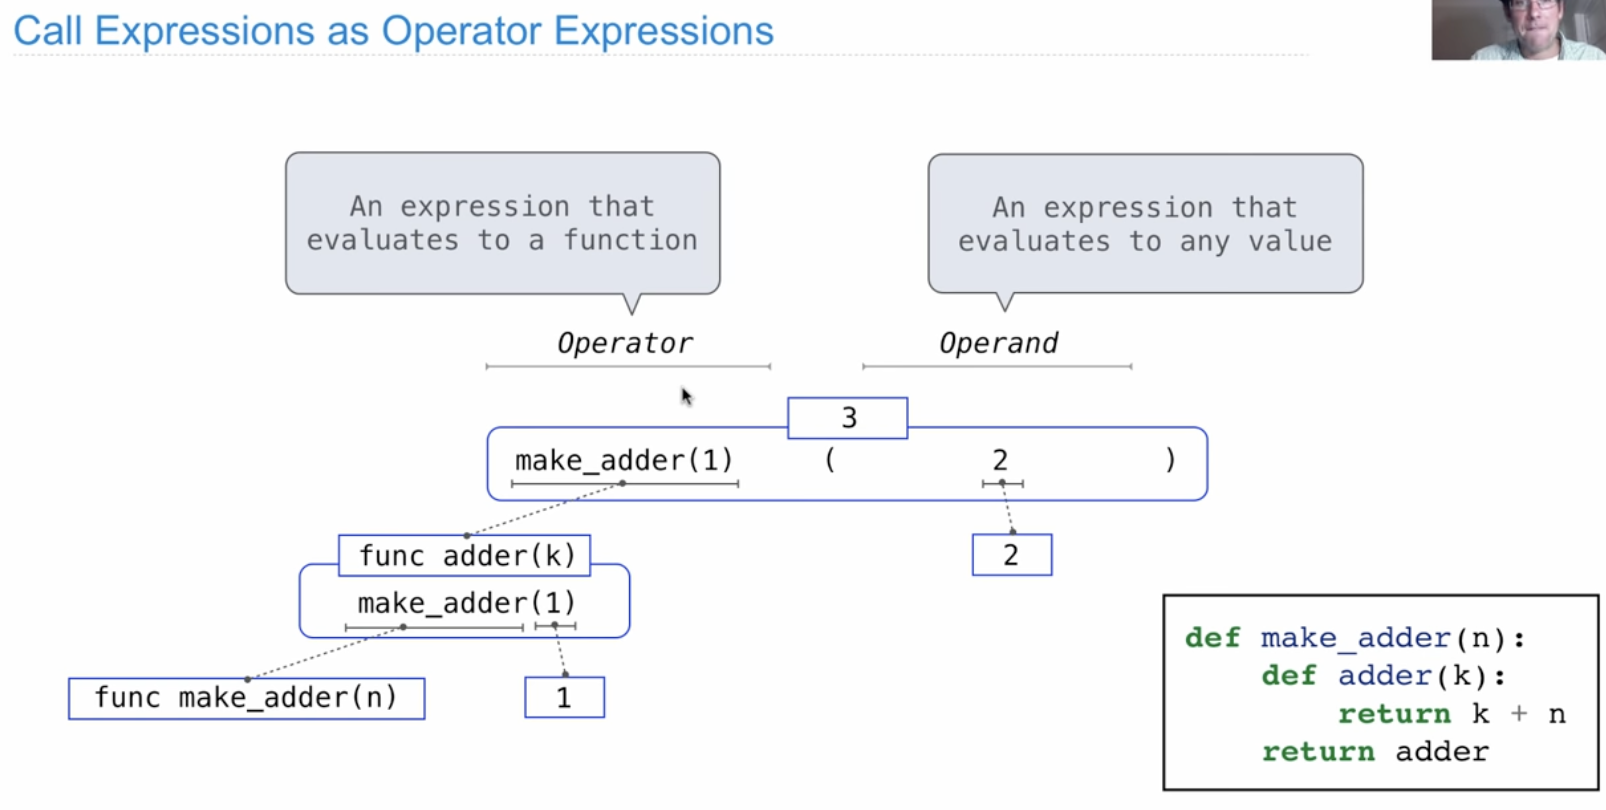 Call Expressions as Operator Expressions
An expression that
evaluates to a function
An expression that
evaluates to any value
Operator
Operand
3
make_adder(1) ( 2 )
func adder(k)
2
make_adder(1)
func make_adder(n)
1
def make_adder(n):
    def adder(k):
        return k + n
    return adder